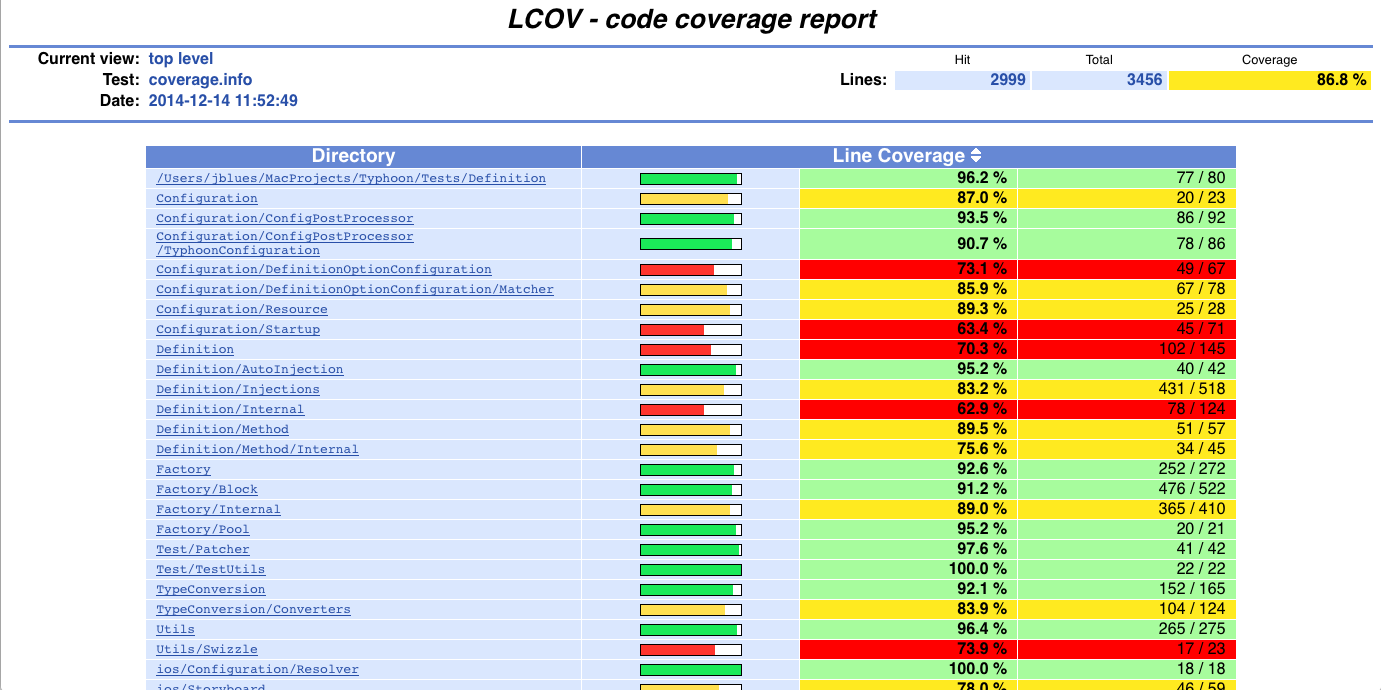 LCOV - code coverage report
Current view: top level
Hit Total Coverage
Test: coverage.info
Lines: 2999 3456 86.8 %
Date: 2014-12-14 11:52:49
Directory Line Coverage
/Users/jblues/MacProjects/Typhoon/Tests/Definition 96.2 % 77 / 80
Configuration 87.0 % 20 / 23
Configuration/ConfigPostProcessor 93.5 % 86 / 92
Configuration/ConfigPostProcessor
/TyphoonConfiguration 90.7 % 78 / 86
Configuration/DefinitionOptionConfiguration 73.1 % 49 / 67
Configuration/DefinitionOptionConfiguration/Matcher 85.9 % 67 / 78
Configuration/Resource 89.3 % 25 / 28
Configuration/Startup 63.4 % 45 / 71
Definition 70.3 % 102 / 145
Definition/AutoInjection 95.2 % 40 / 42
Definition/Injections 83.2 % 431 / 518
Definition/Internal 62.9 % 78 / 124
Definition/Method 89.5 % 51 / 57
Definition/Method/Internal 75.6 % 34 / 45
Factory 92.6 % 252 / 272
Factory/Block 91.2 % 476 / 522
Factory/Internal 89.0 % 365 / 410
Factory/Pool 95.2 % 20 / 21
Test/Patcher 97.6 % 41 / 42
Test/TestUtils 100.0 % 22 / 22
TypeConversion 92.1 % 152 / 165
TypeConversion/Converters 83.9 % 104 / 124
Utils 96.4 % 265 / 275
Utils/Swizzle 73.9 % 17 / 23
ios/Configuration/Resolver 100.0 % 18 / 18
ios/Storyboard 78.0 % 46 / 59